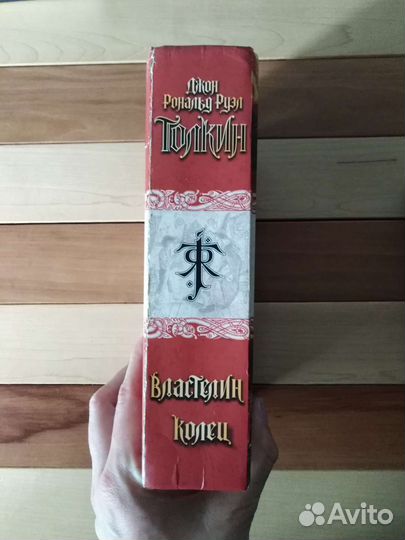 Джон
Рональд Руэл
Толкин
Властелин
Колец
Avito